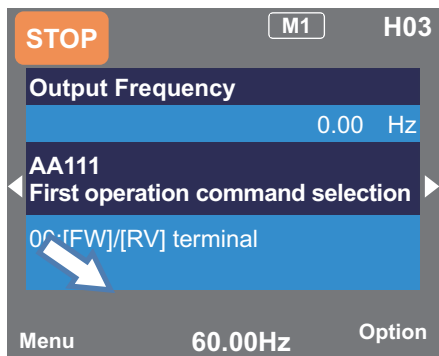 STOP M1 H03
Output Frequency
0.00 Hz
AA111
First operation command selection
00:[FW]/[RV] terminal
Menu 60.00Hz Option